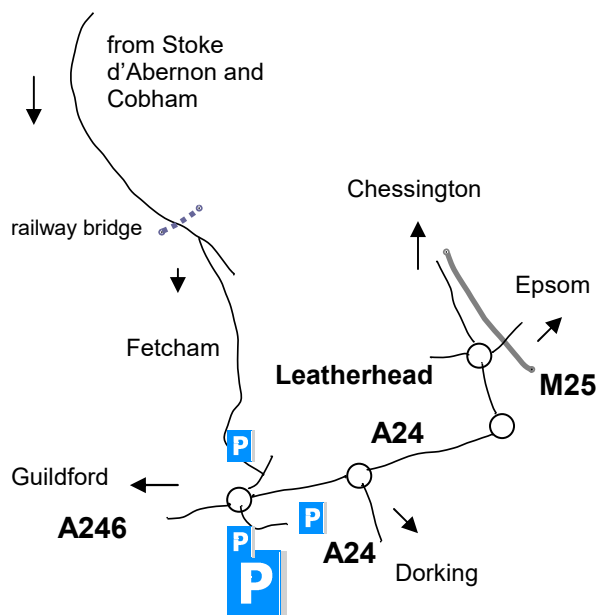 from Stoke
d'Abernon and
Cobham
Chessington
railway bridge
Epsom
Fetcham
Leatherhead
M25
A24
P
Guildford
A246
P
P
A24
P
Dorking